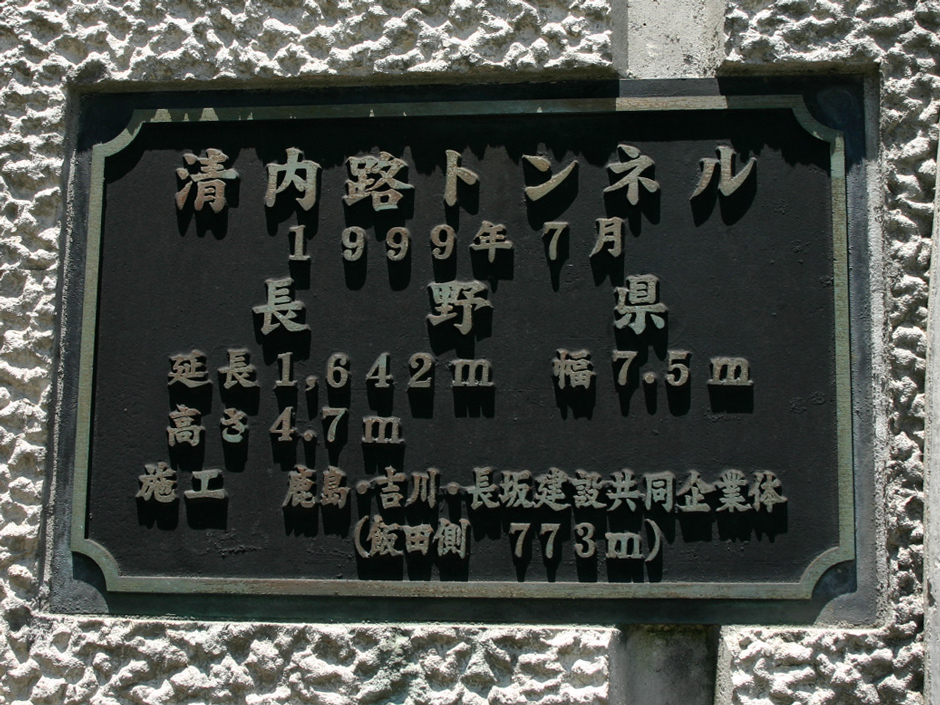 清内路トンネル
1999年7月
長野県
延長1,642m 幅7.5m
高さ4.7m
施工 鹿島・吉川・長坂建設共同企業体
(飯田側 773m)